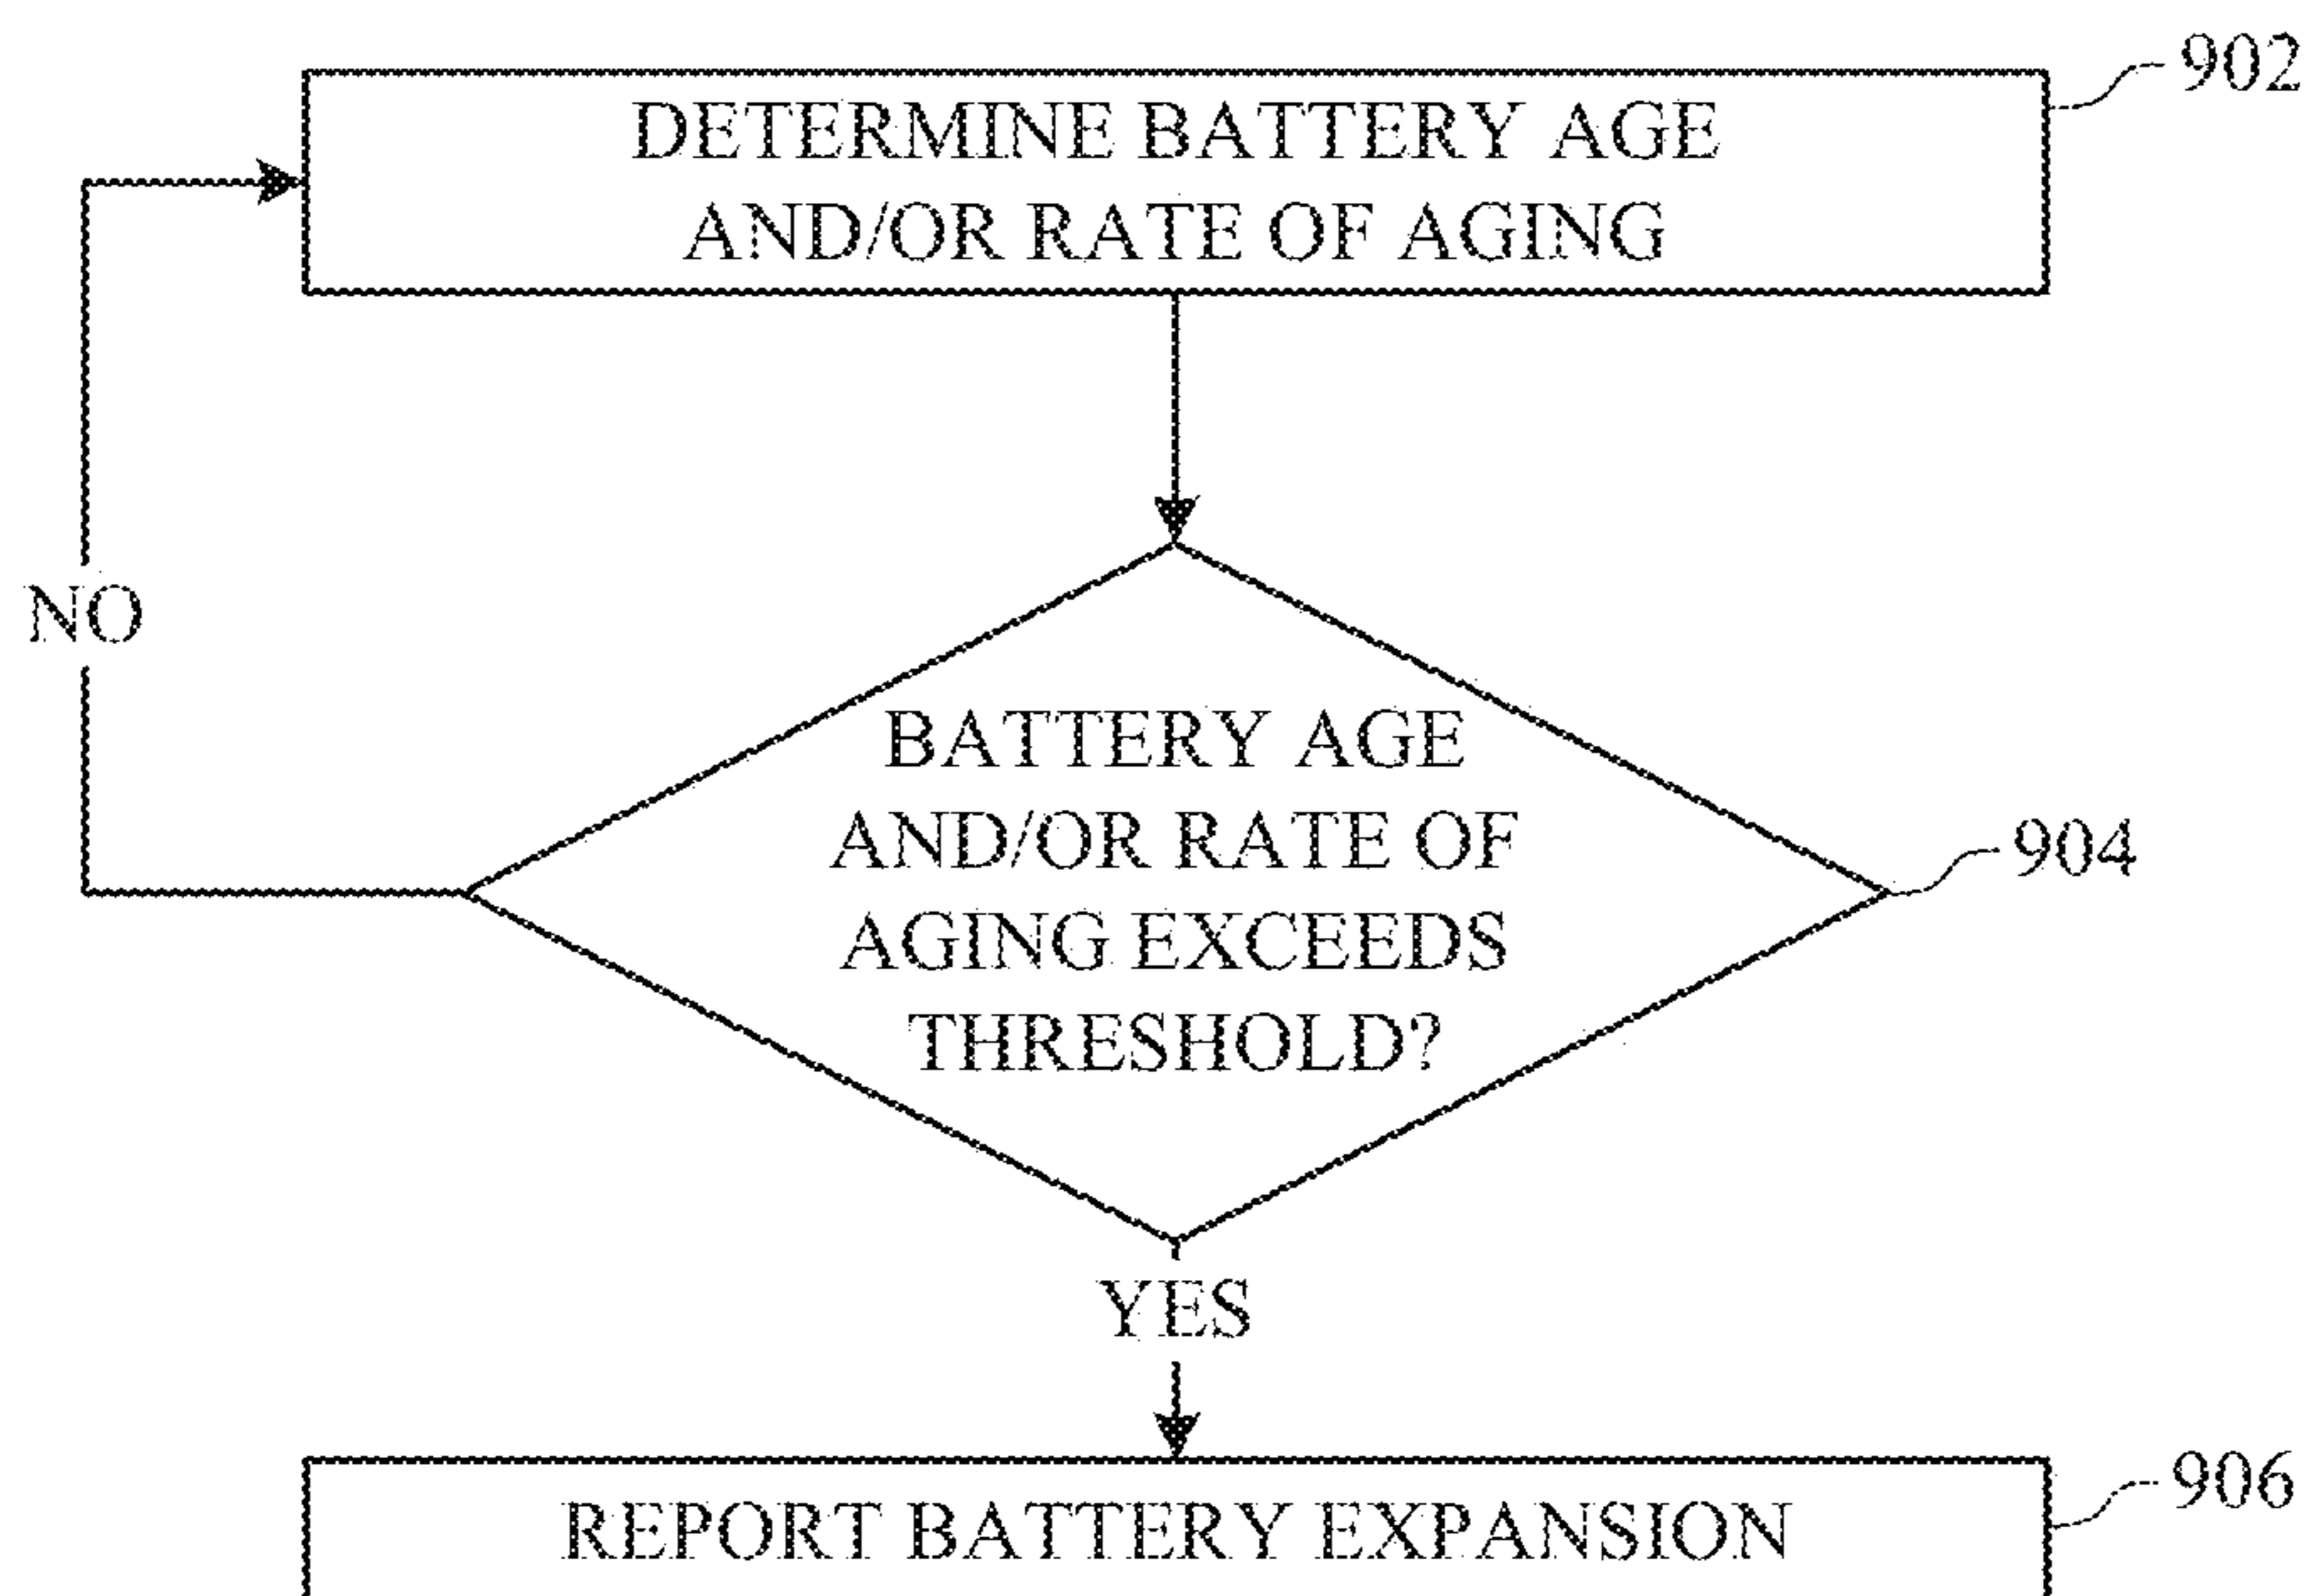 902
DETERMINE BATTERY AGE
AND/OR RATE OF AGING
NO
BATTERY AGE
AND/OR RATE OF
AGING EXCEEDS
THRESHOLD?
904
YES
906
REPORT BATTERY EXPANSION